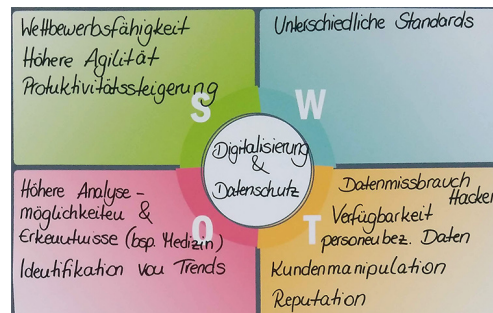 Wettbewerbsfähigkeit
Höhere Agilität
Produktivitätssteigerung
S
Unterschiedliche Standards
W
Digitalisierung
&
Datenschutz
Höhere Analyse-
möglichkeiten &
Erkenntnisse (bsp. Medizin)
Identifikation von Trends
O
Datenmissbrauch
Hacker
Verfügbarkeit
personenbez. Daten
Kundenmanipulation
Reputation
T